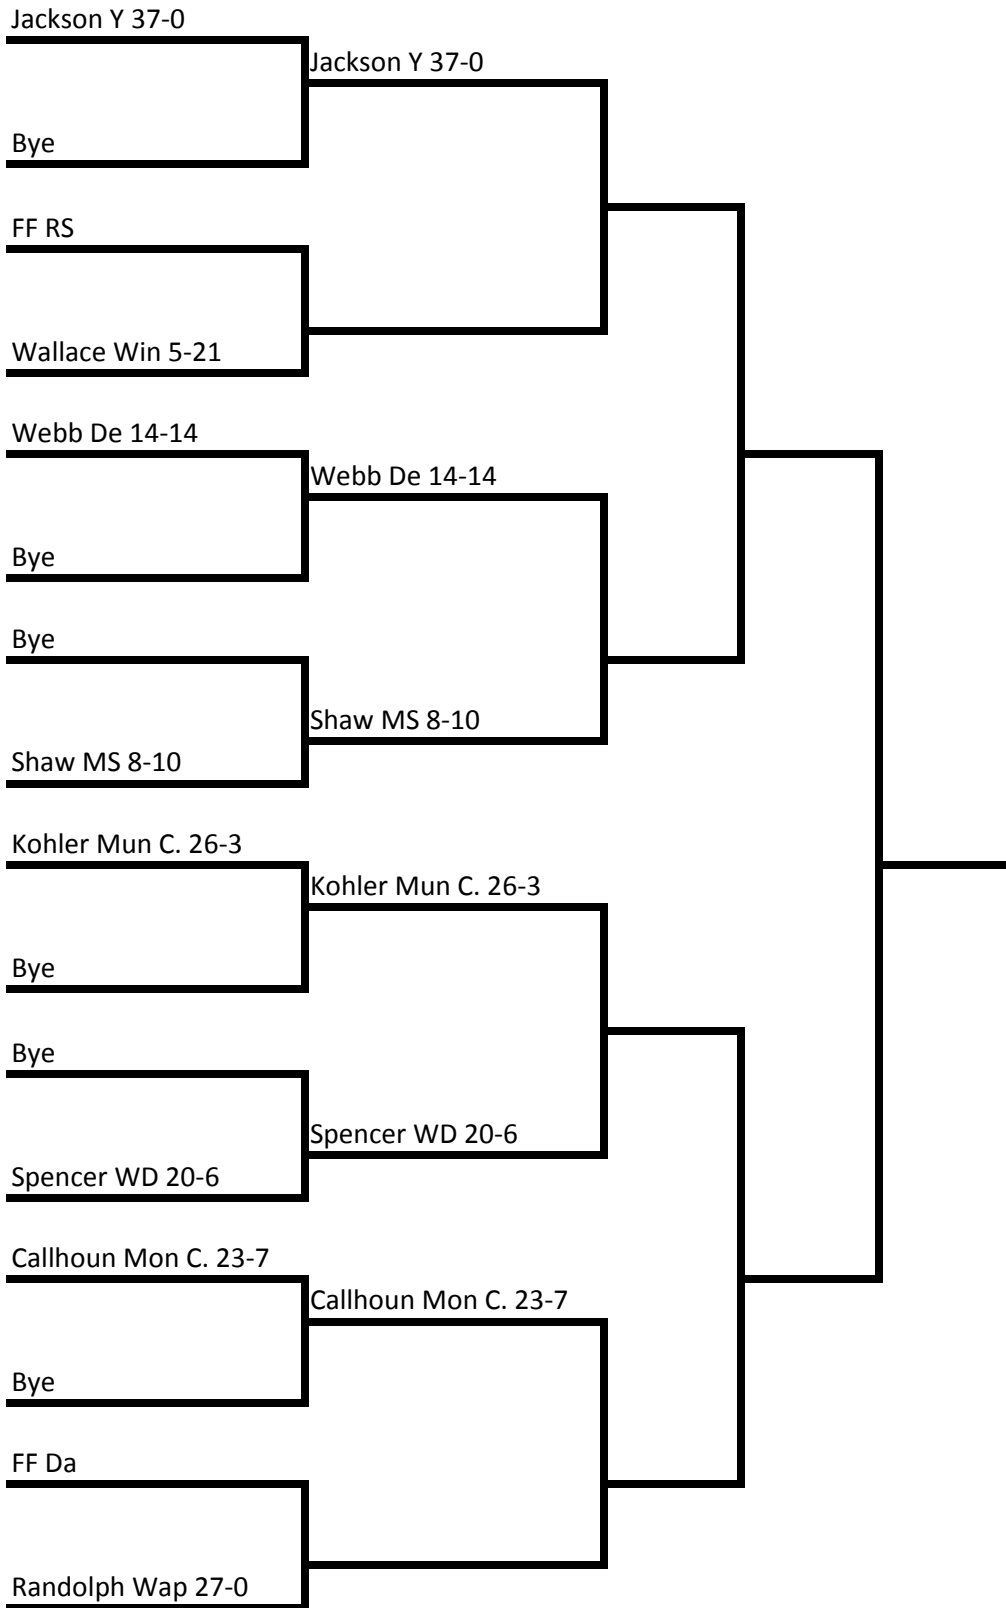 Jackson Y 37-0
Jackson Y 37-0
Bye
FF RS
Wallace Win 5-21
Webb De 14-14
Webb De 14-14
Bye
Bye
Shaw MS 8-10
Shaw MS 8-10
Kohler Mun C. 26-3
Kohler Mun C. 26-3
Bye
Bye
Spencer WD 20-6
Spencer WD 20-6
Callhoun Mon C. 23-7
Callhoun Mon C. 23-7
Bye
FF Da
Randolph Wap 27-0